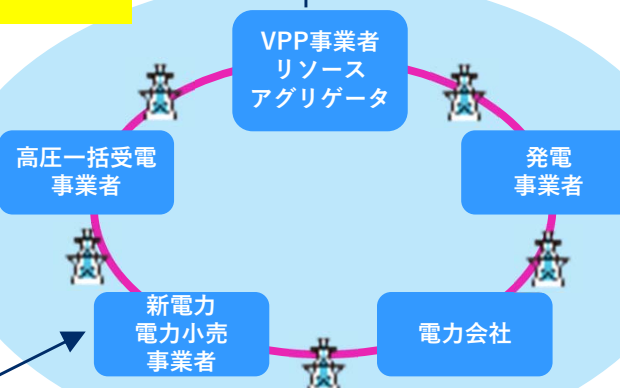 VPP事業者
リソース
アグリゲータ
高圧一括受電
事業者
発電
事業者
新電力
電力小売
事業者
電力会社